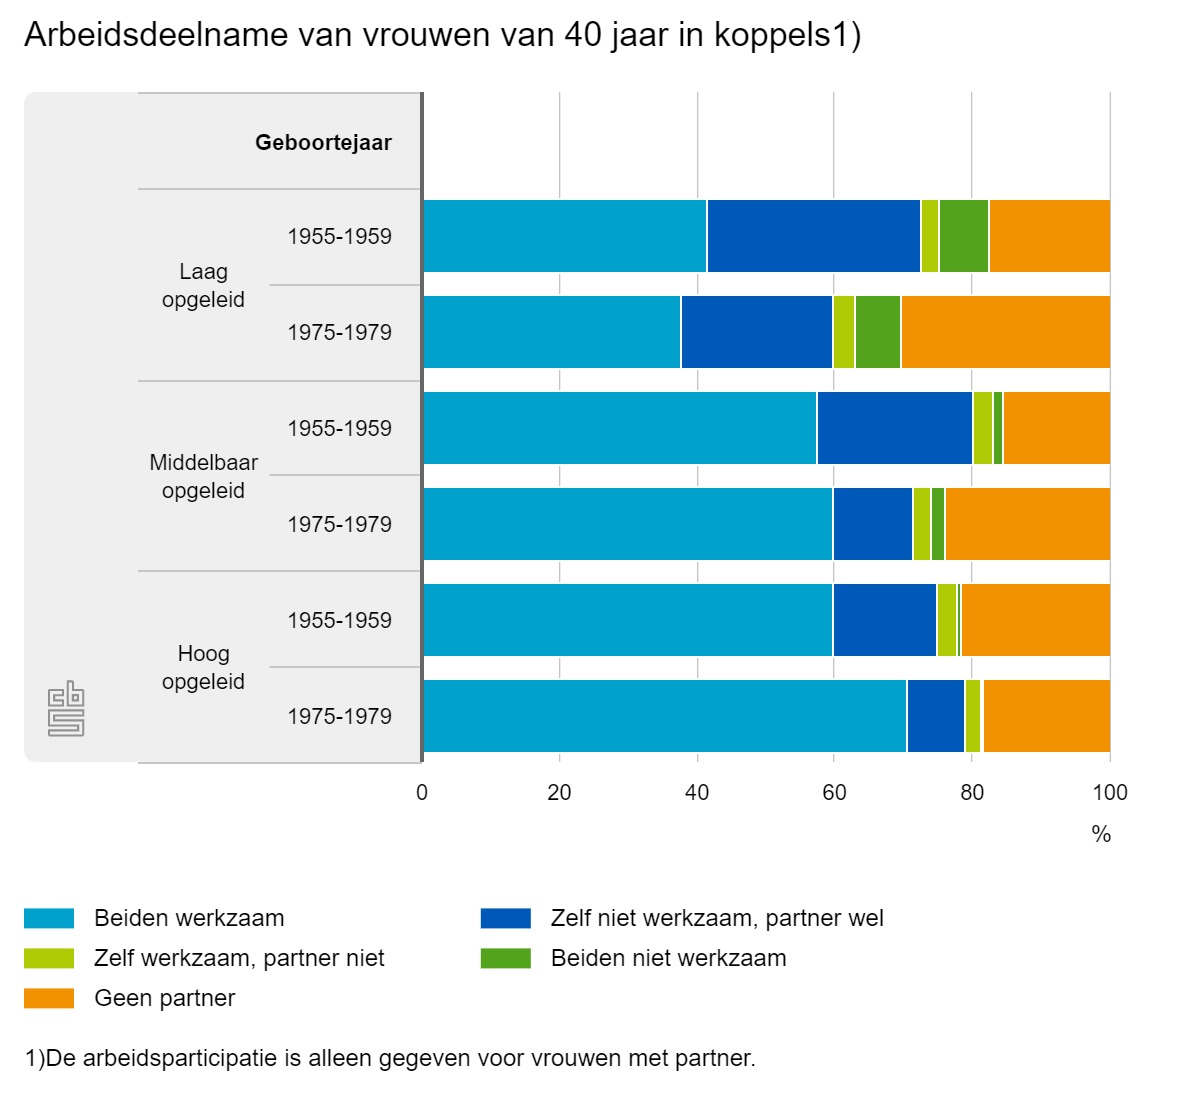 Arbeidsdeelname van vrouwen van 40 jaar in koppels1)
Geboortejaar
Laag
opgeleid
1955-1959
1975-1979
Middelbaar
opgeleid
1955-1959
1975-1979
Hoog
opgeleid
1955-1959
1975-1979
cbs
0 20 40 60 80 100
%
Beiden werkzaam
Zelf niet werkzaam, partner wel
Zelf werkzaam, partner niet
Beiden niet werkzaam
Geen partner
1)De arbeidsparticipatie is alleen gegeven voor vrouwen met partner.